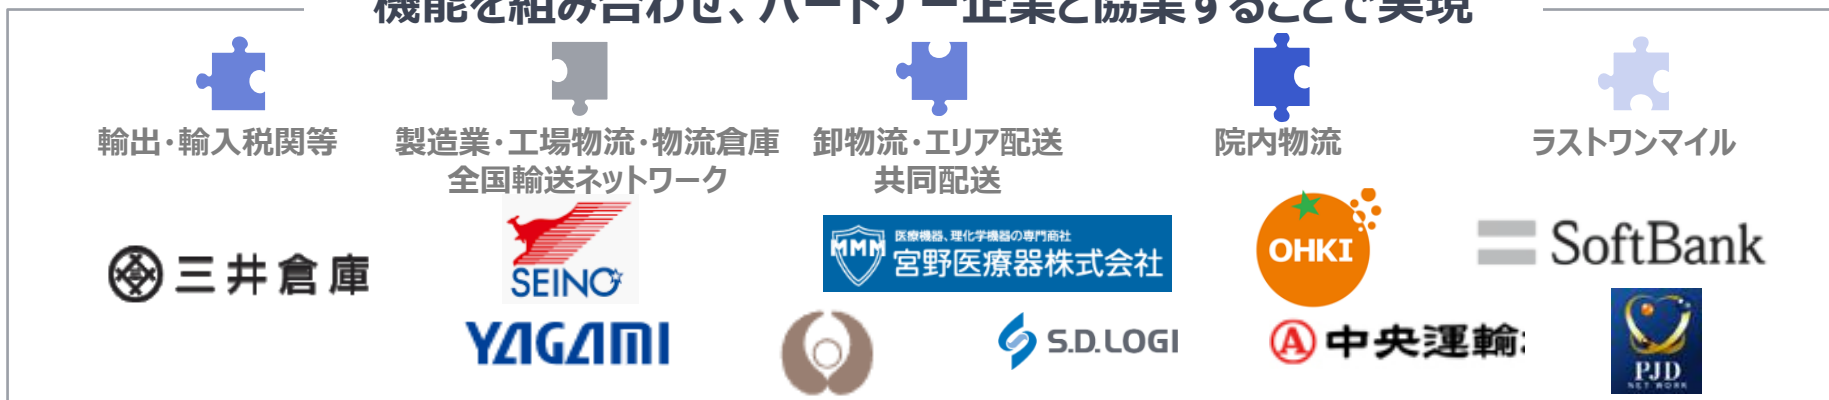 機能を組み合わせ、パートナー企業と協業することで実現
輸出・輸入税関等
製造業・工場物流・物流倉庫
全国輸送ネットワーク
卸物流・エリア配送
共同配送
院内物流
ラストワンマイル
三井倉庫
SEINO
YAGAMI
MMM
医療機器、理化学機器の専門商社
宮野医療器株式会社
S.D.LOGI
OHKI
A 中央運輸
SoftBank
PJD
NET WORK